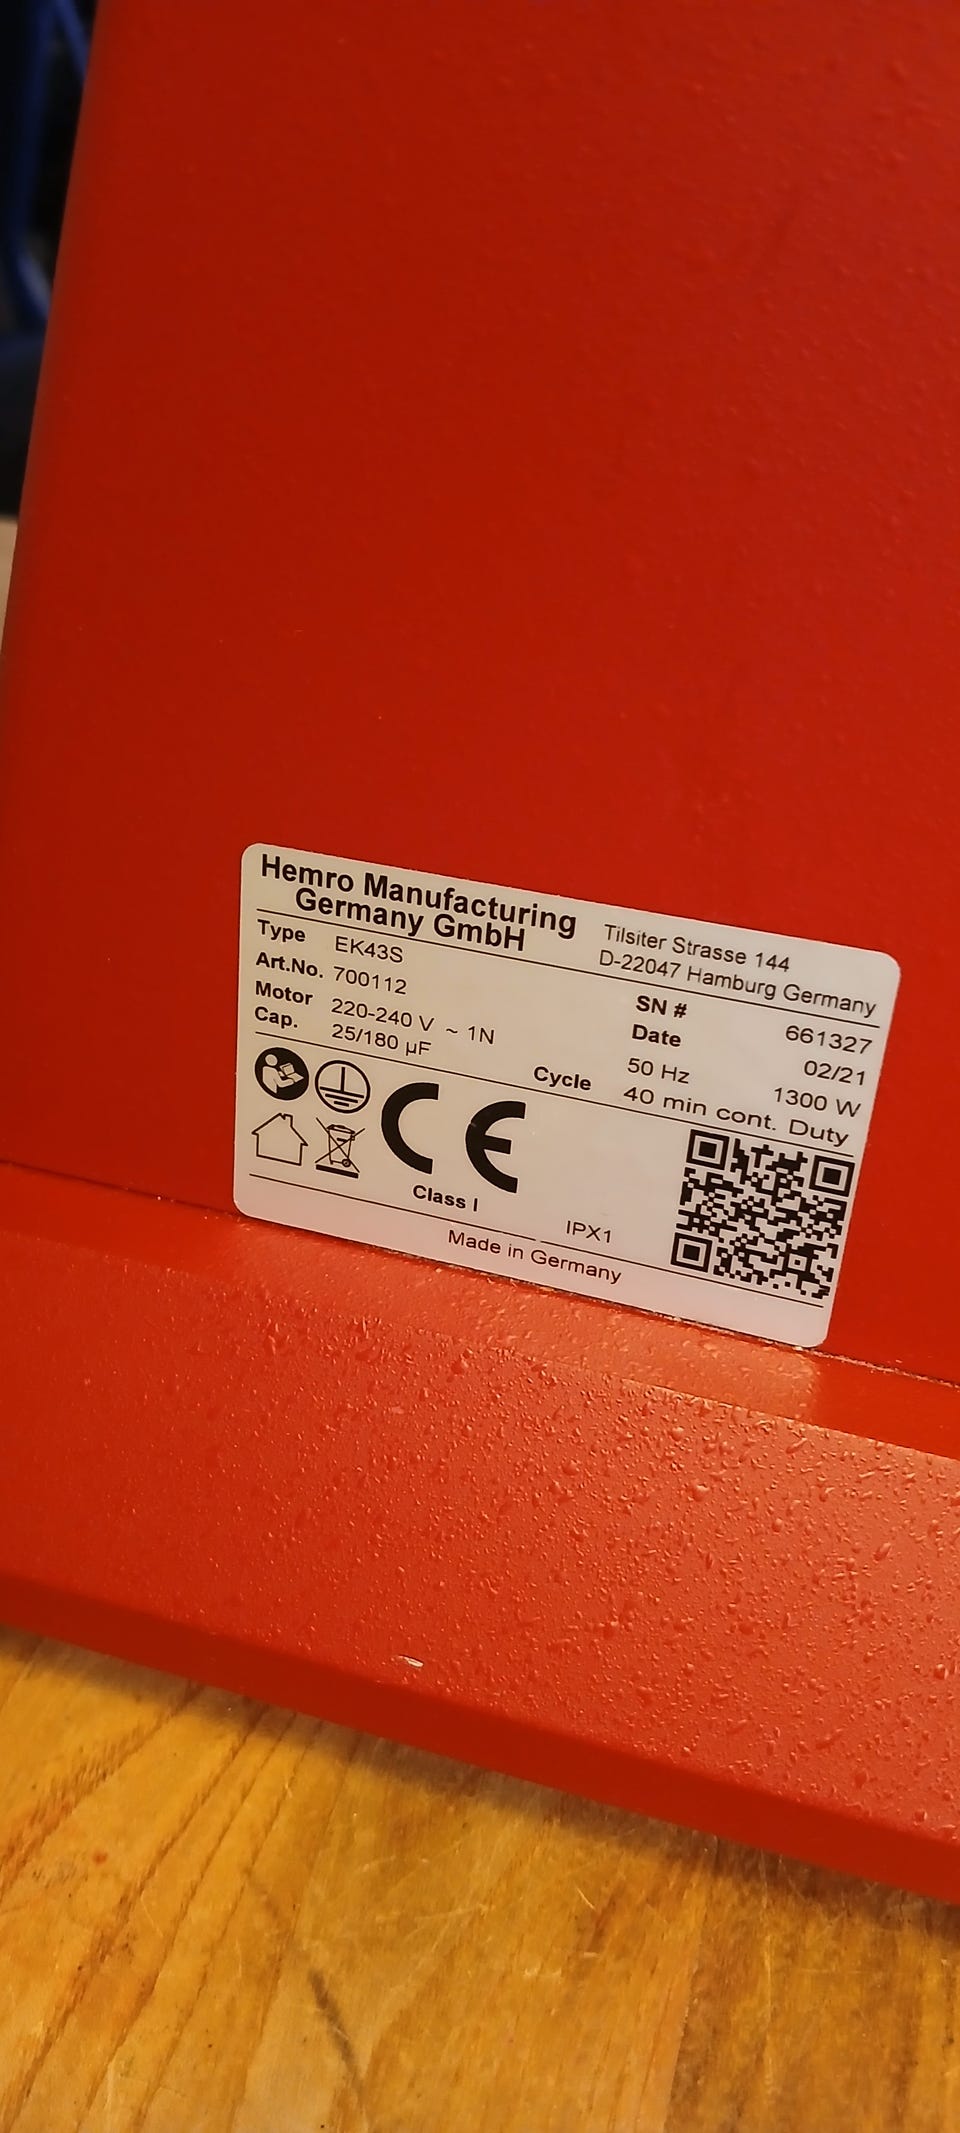 Hemro Manufacturing
Germany GmbH
Tilsiter Strasse 144
D-22047 Hamburg Germany
Type EK43S
SN # 661327
Art.No. 700112
Date 02/21
Motor 220-240 V ~ 1N 50 Hz 1300 W
Cap. 25/180 µF Cycle 40 min cont. Duty
CE
Class I
IPX1
Made in Germany